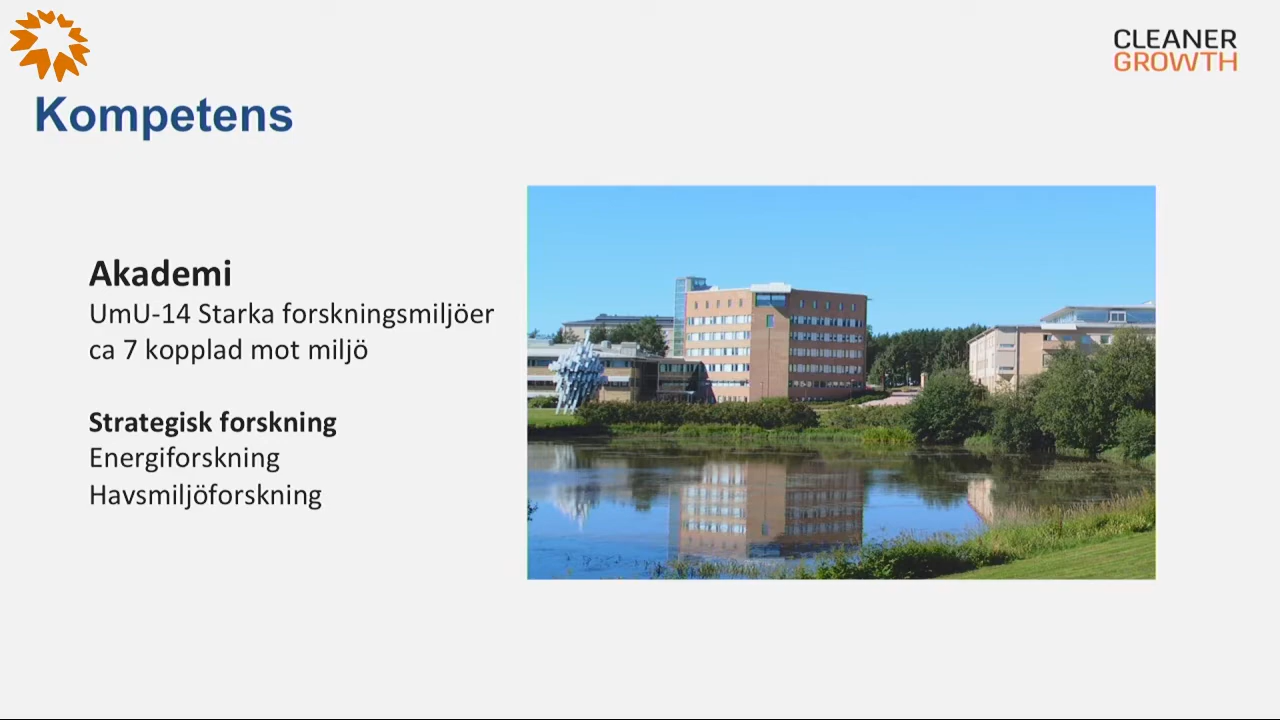 CLEANER
GROWTH
Kompetens
Akademi
UmU-14 Starka forskningsmiljöer
ca 7 kopplad mot miljö
Strategisk forskning
Energiforskning
Havsmiljöforskning